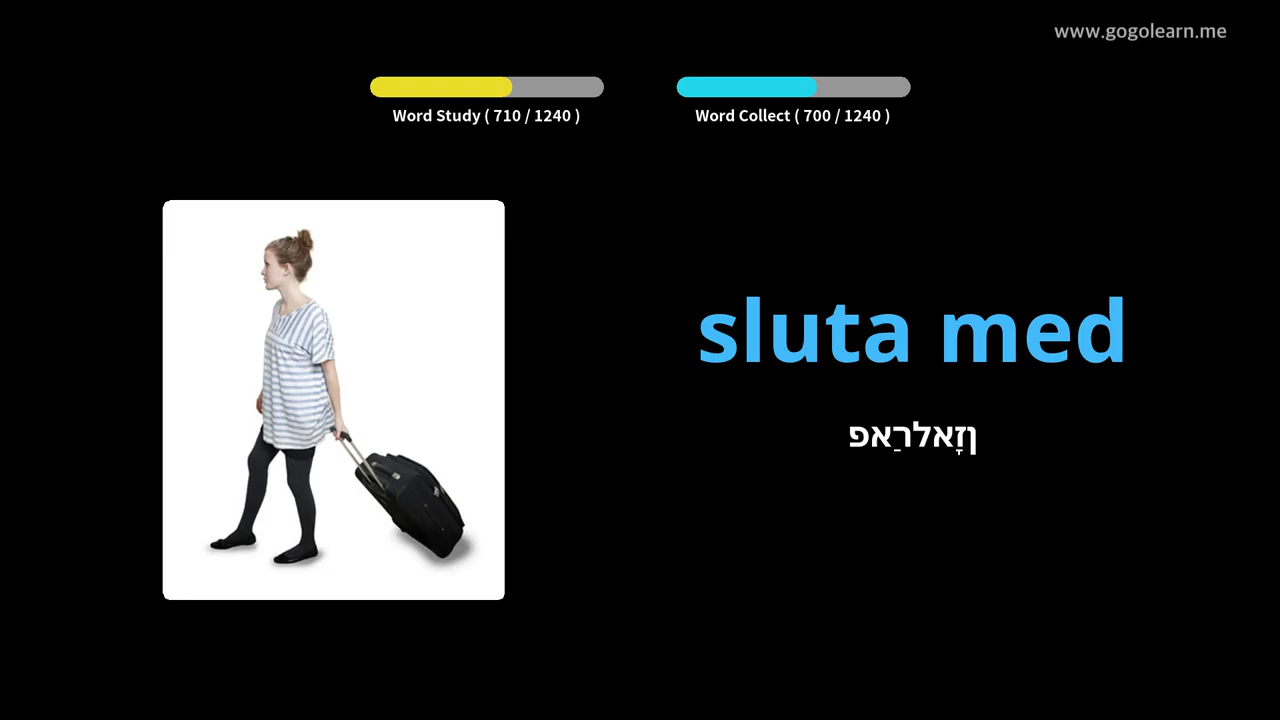 www.gogolearn.me
Word Study ( 710 / 1240 )
Word Collect ( 700 / 1240 )
sluta med
פאַרלאָזן